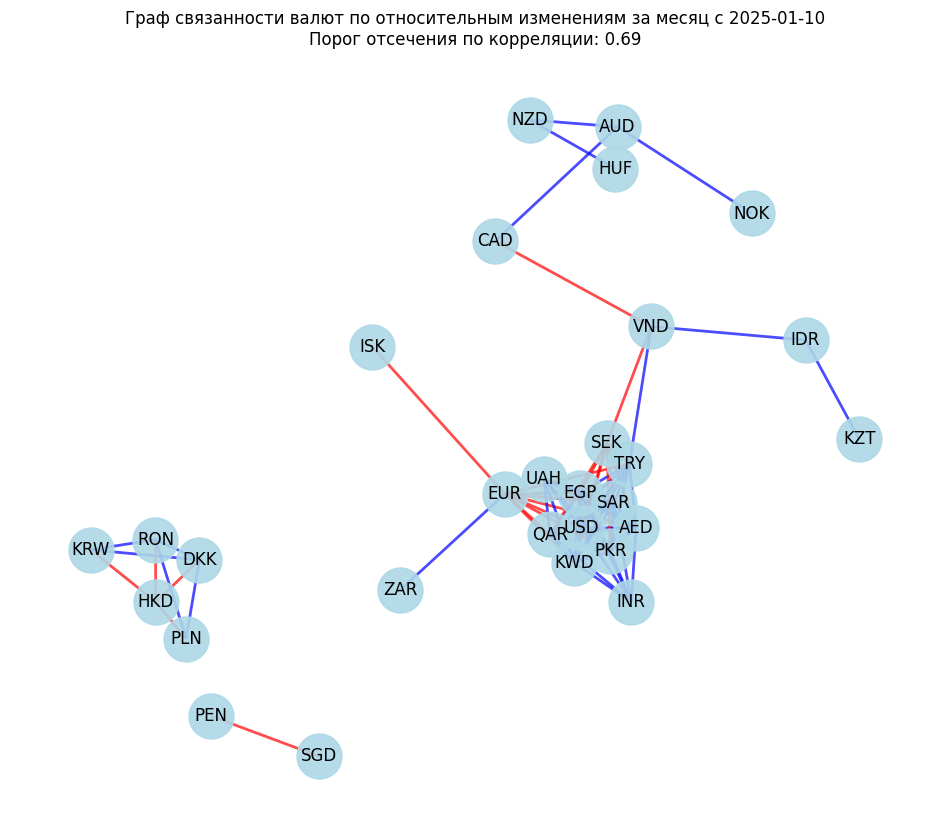 Граф связанности валют по относительным изменениям за месяц с 2025-01-10
Порог отсечения по корреляции: 0.69
NZD
AUD
HUF
NOK
CAD
VND
IDR
ISK
KZT
SEK
TRY
UAH
EUR
EGP
SAR
QAR
USD
AED
PKR
KWD
INR
ZAR
KRW
RON
DKK
HKD
PLN
PEN
SGD